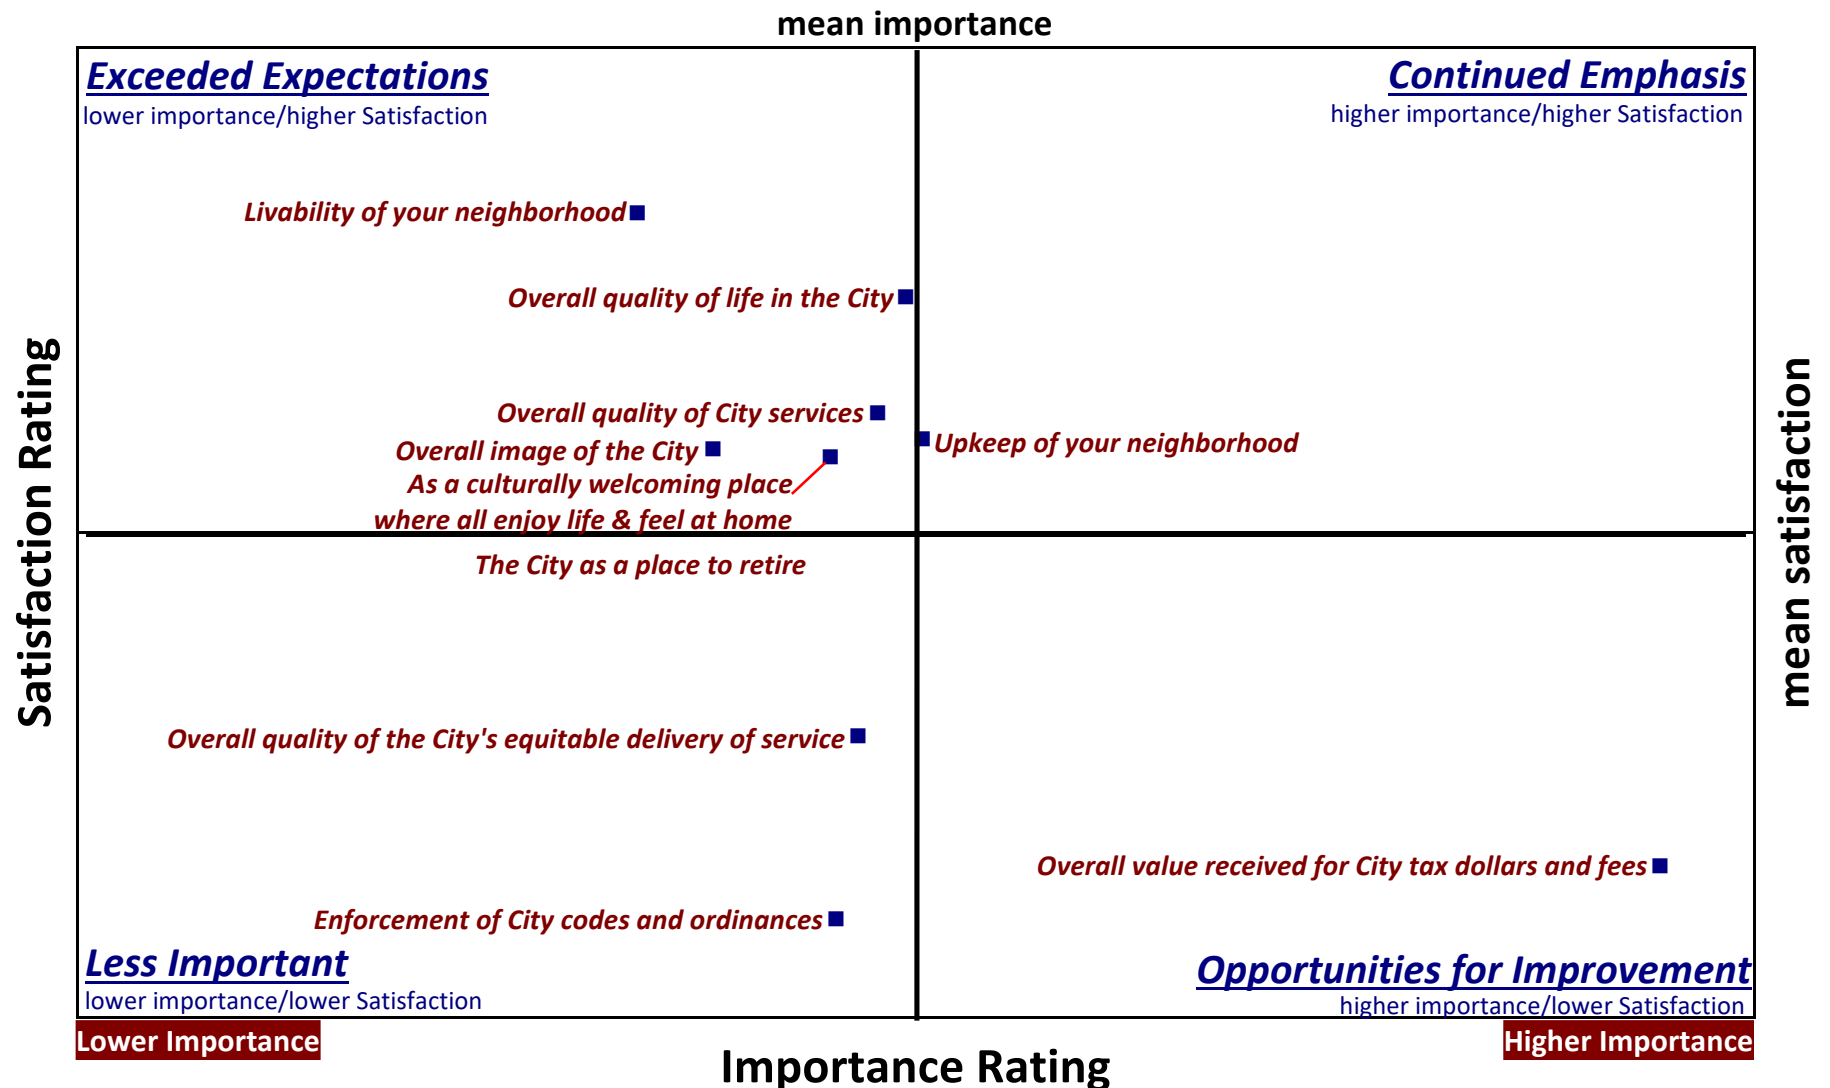 mean importance
Exceeded Expectations
lower importance/higher Satisfaction
Continued Emphasis
higher importance/higher Satisfaction
Livability of your neighborhood
Overall quality of life in the City
Overall quality of City services
Upkeep of your neighborhood
Overall image of the City
As a culturally welcoming place
where all enjoy life & feel at home
Satisfaction Rating
mean satisfaction
The City as a place to retire
Overall quality of the City's equitable delivery of service
Overall value received for City tax dollars and fees
Enforcement of City codes and ordinances
Less Important
lower importance/lower Satisfaction
Opportunities for Improvement
higher importance/lower Satisfaction
Lower Importance
Importance Rating
Higher Importance